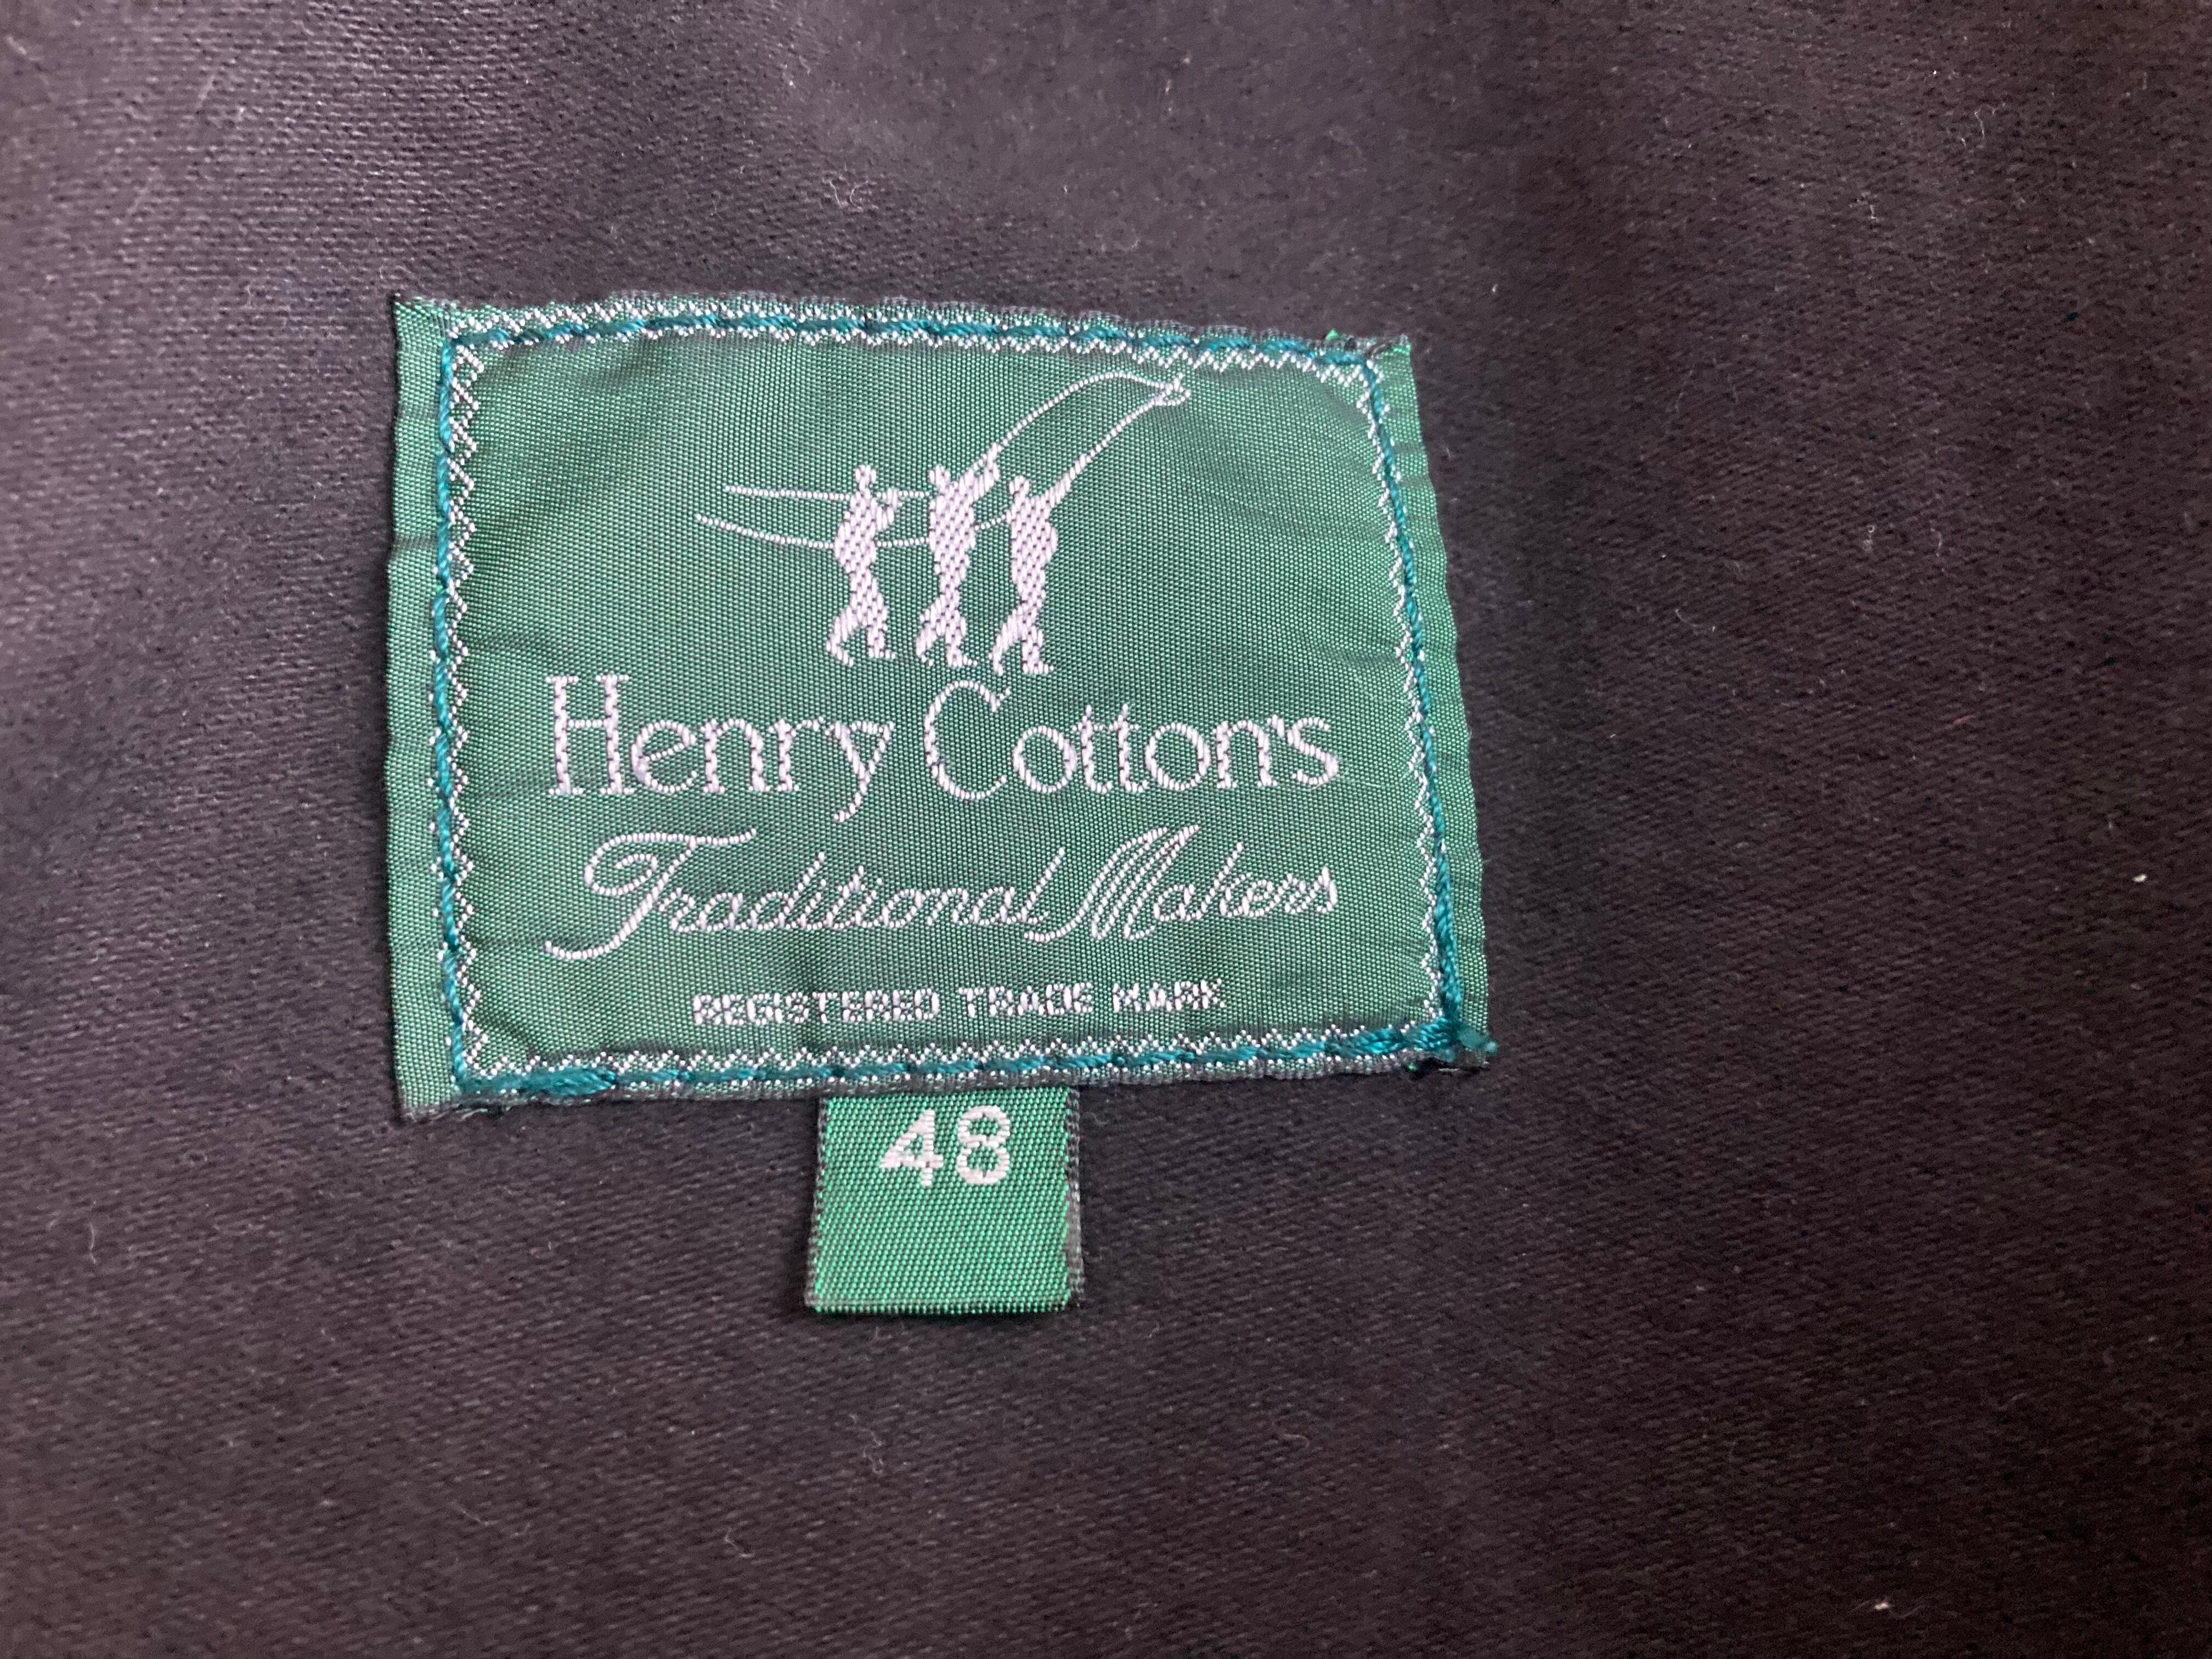 Henry Cotton's
Traditional Makers
REGISTERED TRADE MARK
48